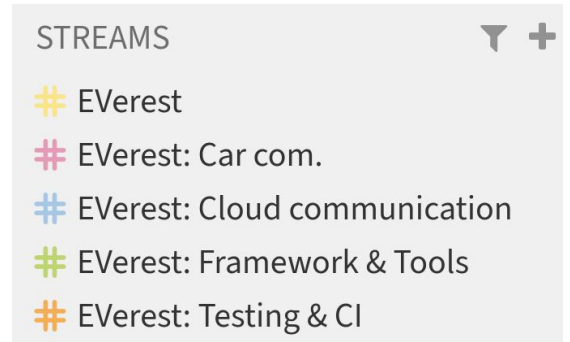 STREAMS
# EVerest
# EVerest: Car com.
# EVerest: Cloud communication
# EVerest: Framework & Tools
# EVerest: Testing & CI